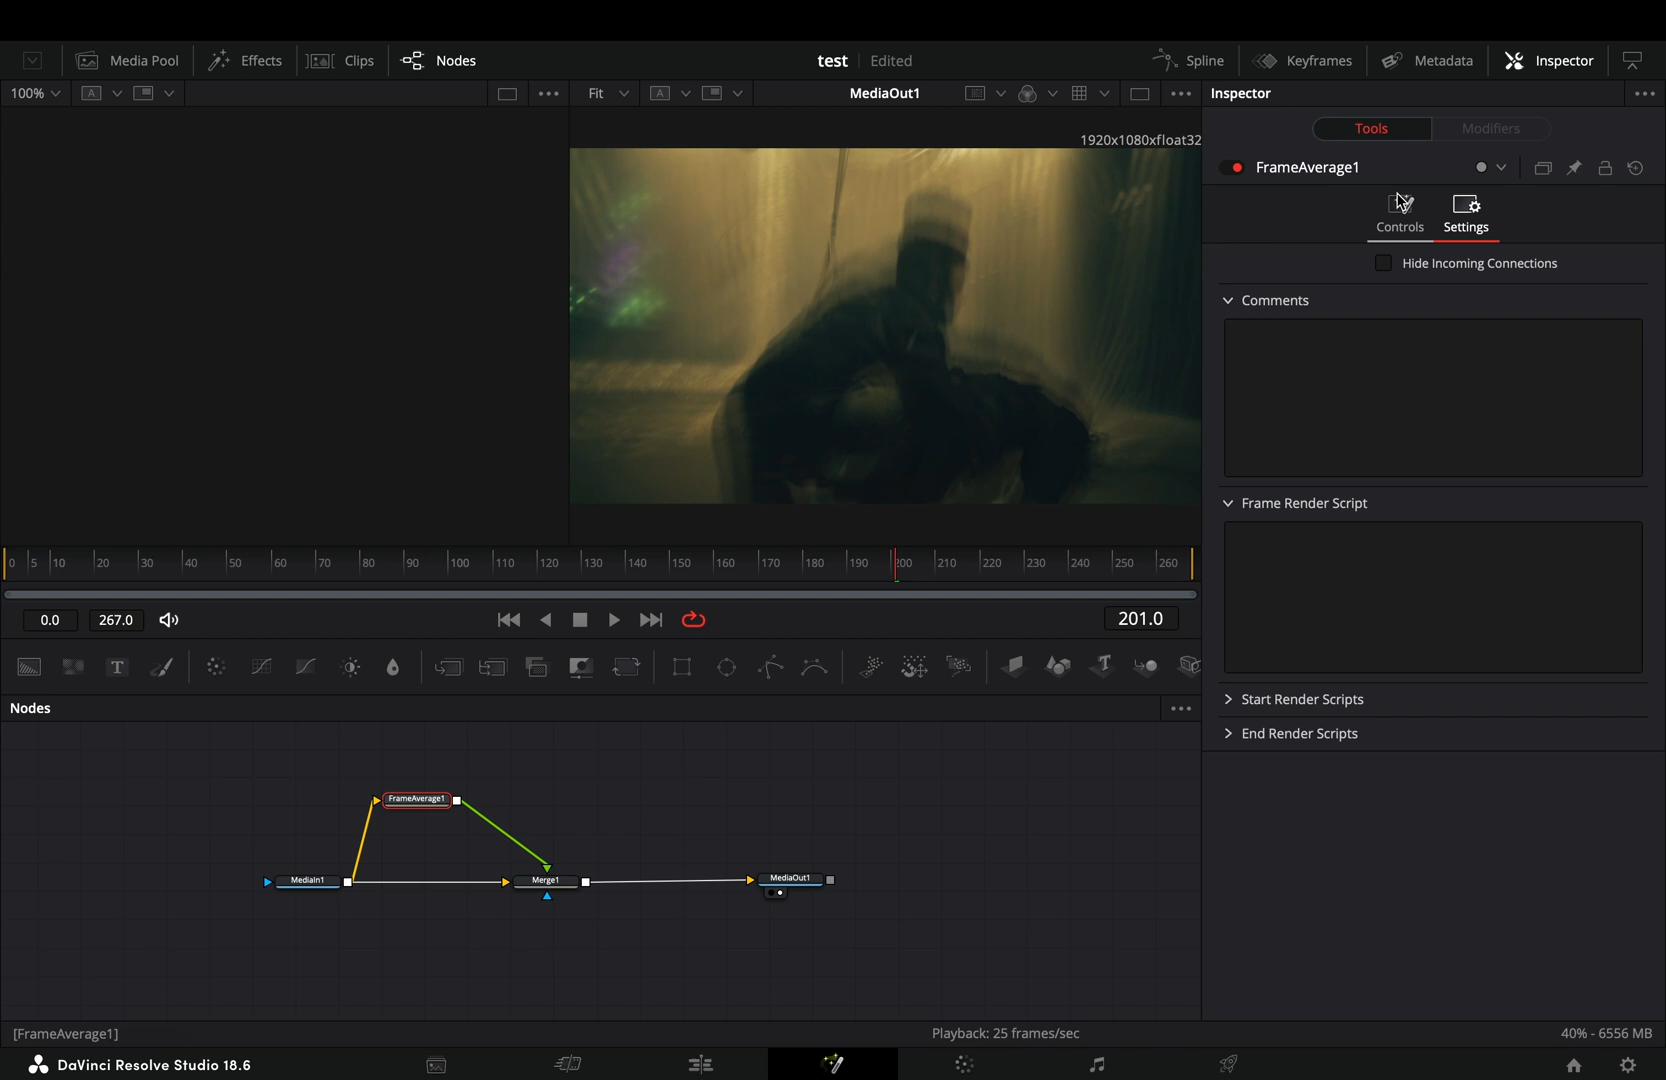 Media Pool Effects Clips Nodes test Edited Spline Keyframes Metadata Inspector
100% A Fit A MediaOut1 Inspector
1920x1080xfloat32
Tools Modifiers
FrameAverage1
Controls Settings
Hide Incoming Connections
Comments
Frame Render Script
Start Render Scripts
End Render Scripts
0 5 10 20 30 40 50 60 70 80 90 100 110 120 130 140 150 160 170 180 190 200 210 220 230 240 250 260
0.0 267.0 201.0
T T
Nodes
FrameAverage1
MediaIn1 Merge1 MediaOut1
[FrameAverage1] Playback: 25 frames/sec 40% - 6556 MB
DaVinci Resolve Studio 18.6